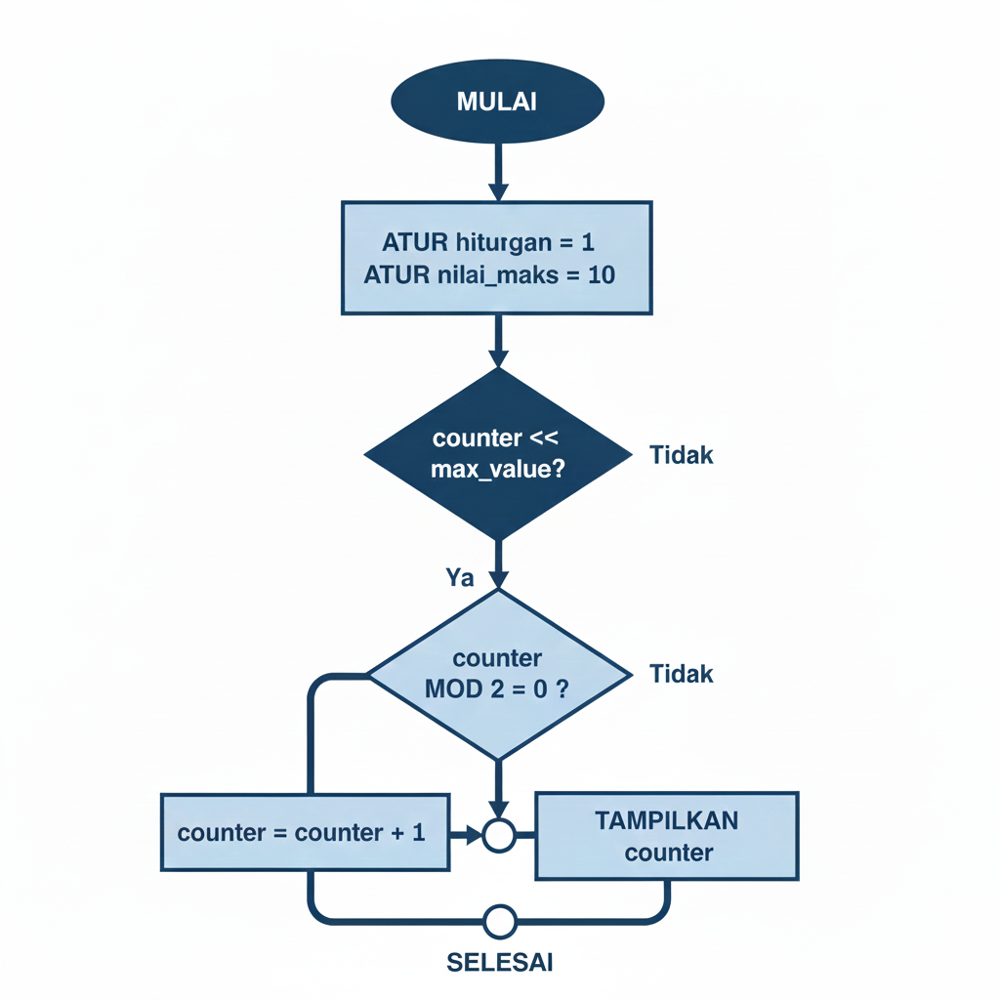 MULAI
ATUR hiturgan = 1
ATUR nilai_maks = 10
counter <<
max_value?
Tidak
Ya
counter
MOD 2 = 0 ?
Tidak
counter = counter + 1
TAMPILKAN
counter
SELESAI